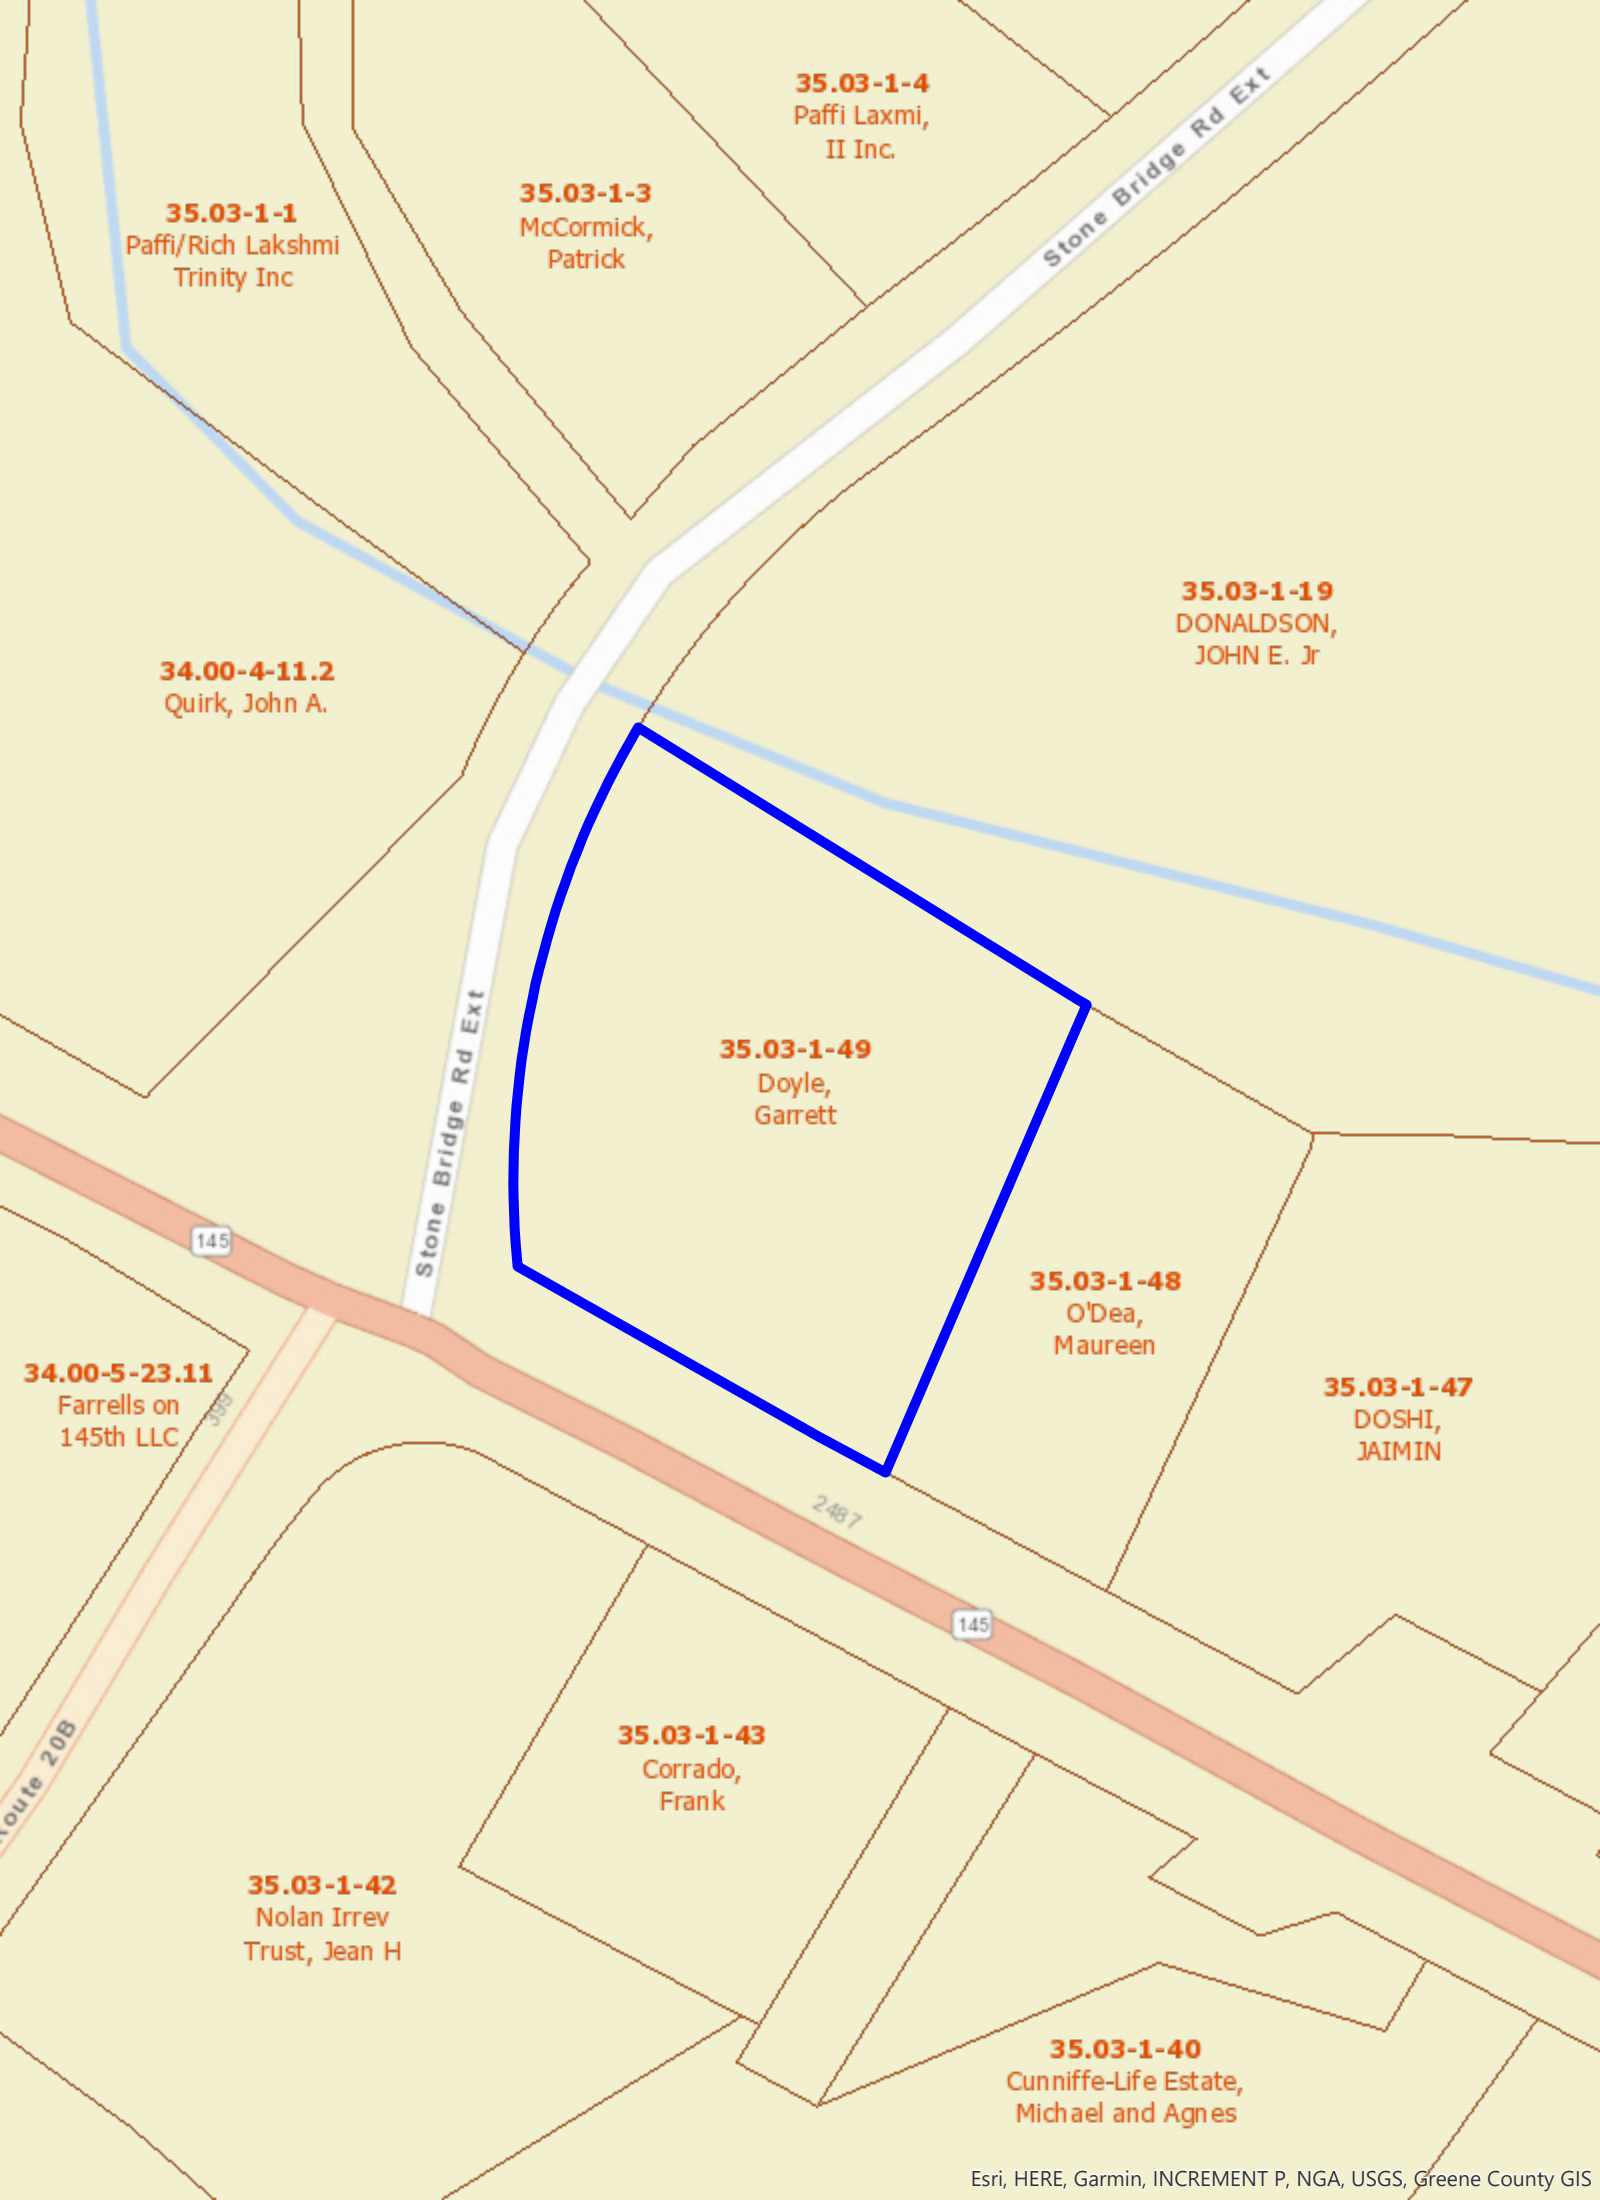 35.03-1-4
Paffi Laxmi,
II Inc.
Stone Bridge Rd Ext
35.03-1-3
McCormick,
Patrick
35.03-1-1
Paffi/Rich Lakshmi
Trinity Inc
35.03-1-19
DONALDSON,
JOHN E. Jr
34.00-4-11.2
Quirk, John A.
Stone Bridge Rd Ext
35.03-1-49
Doyle,
Garrett
145
35.03-1-48
O'Dea,
Maureen
34.00-5-23.11
Farrells on
145th LLC
399
35.03-1-47
DOSHI,
JAIMIN
2487
145
35.03-1-43
Corrado,
Frank
Route 20B
35.03-1-42
Nolan Irrev
Trust, Jean H
35.03-1-40
Cunniffe-Life Estate,
Michael and Agnes
Esri, HERE, Garmin, INCREMENT P, NGA, USGS, Greene County GIS